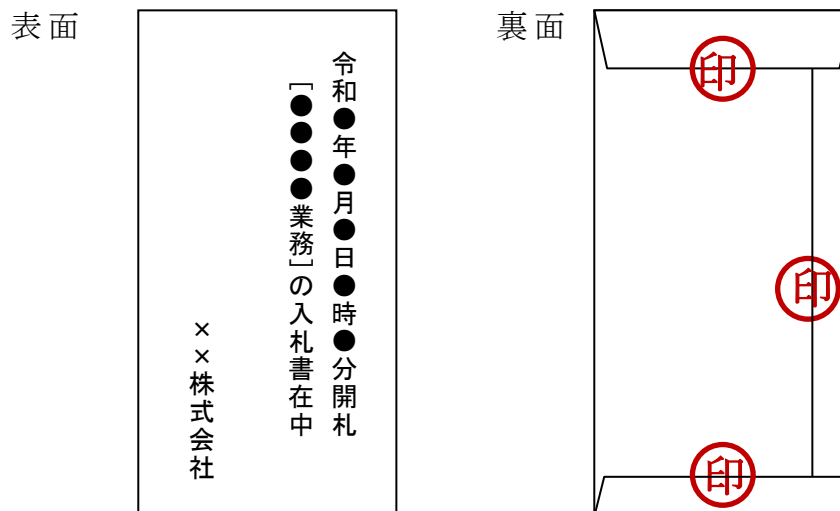 表面
令和●年●月●日●時●分開札
［●●●●業務］の入札書在中
××株式会社
裏面
印
印
印